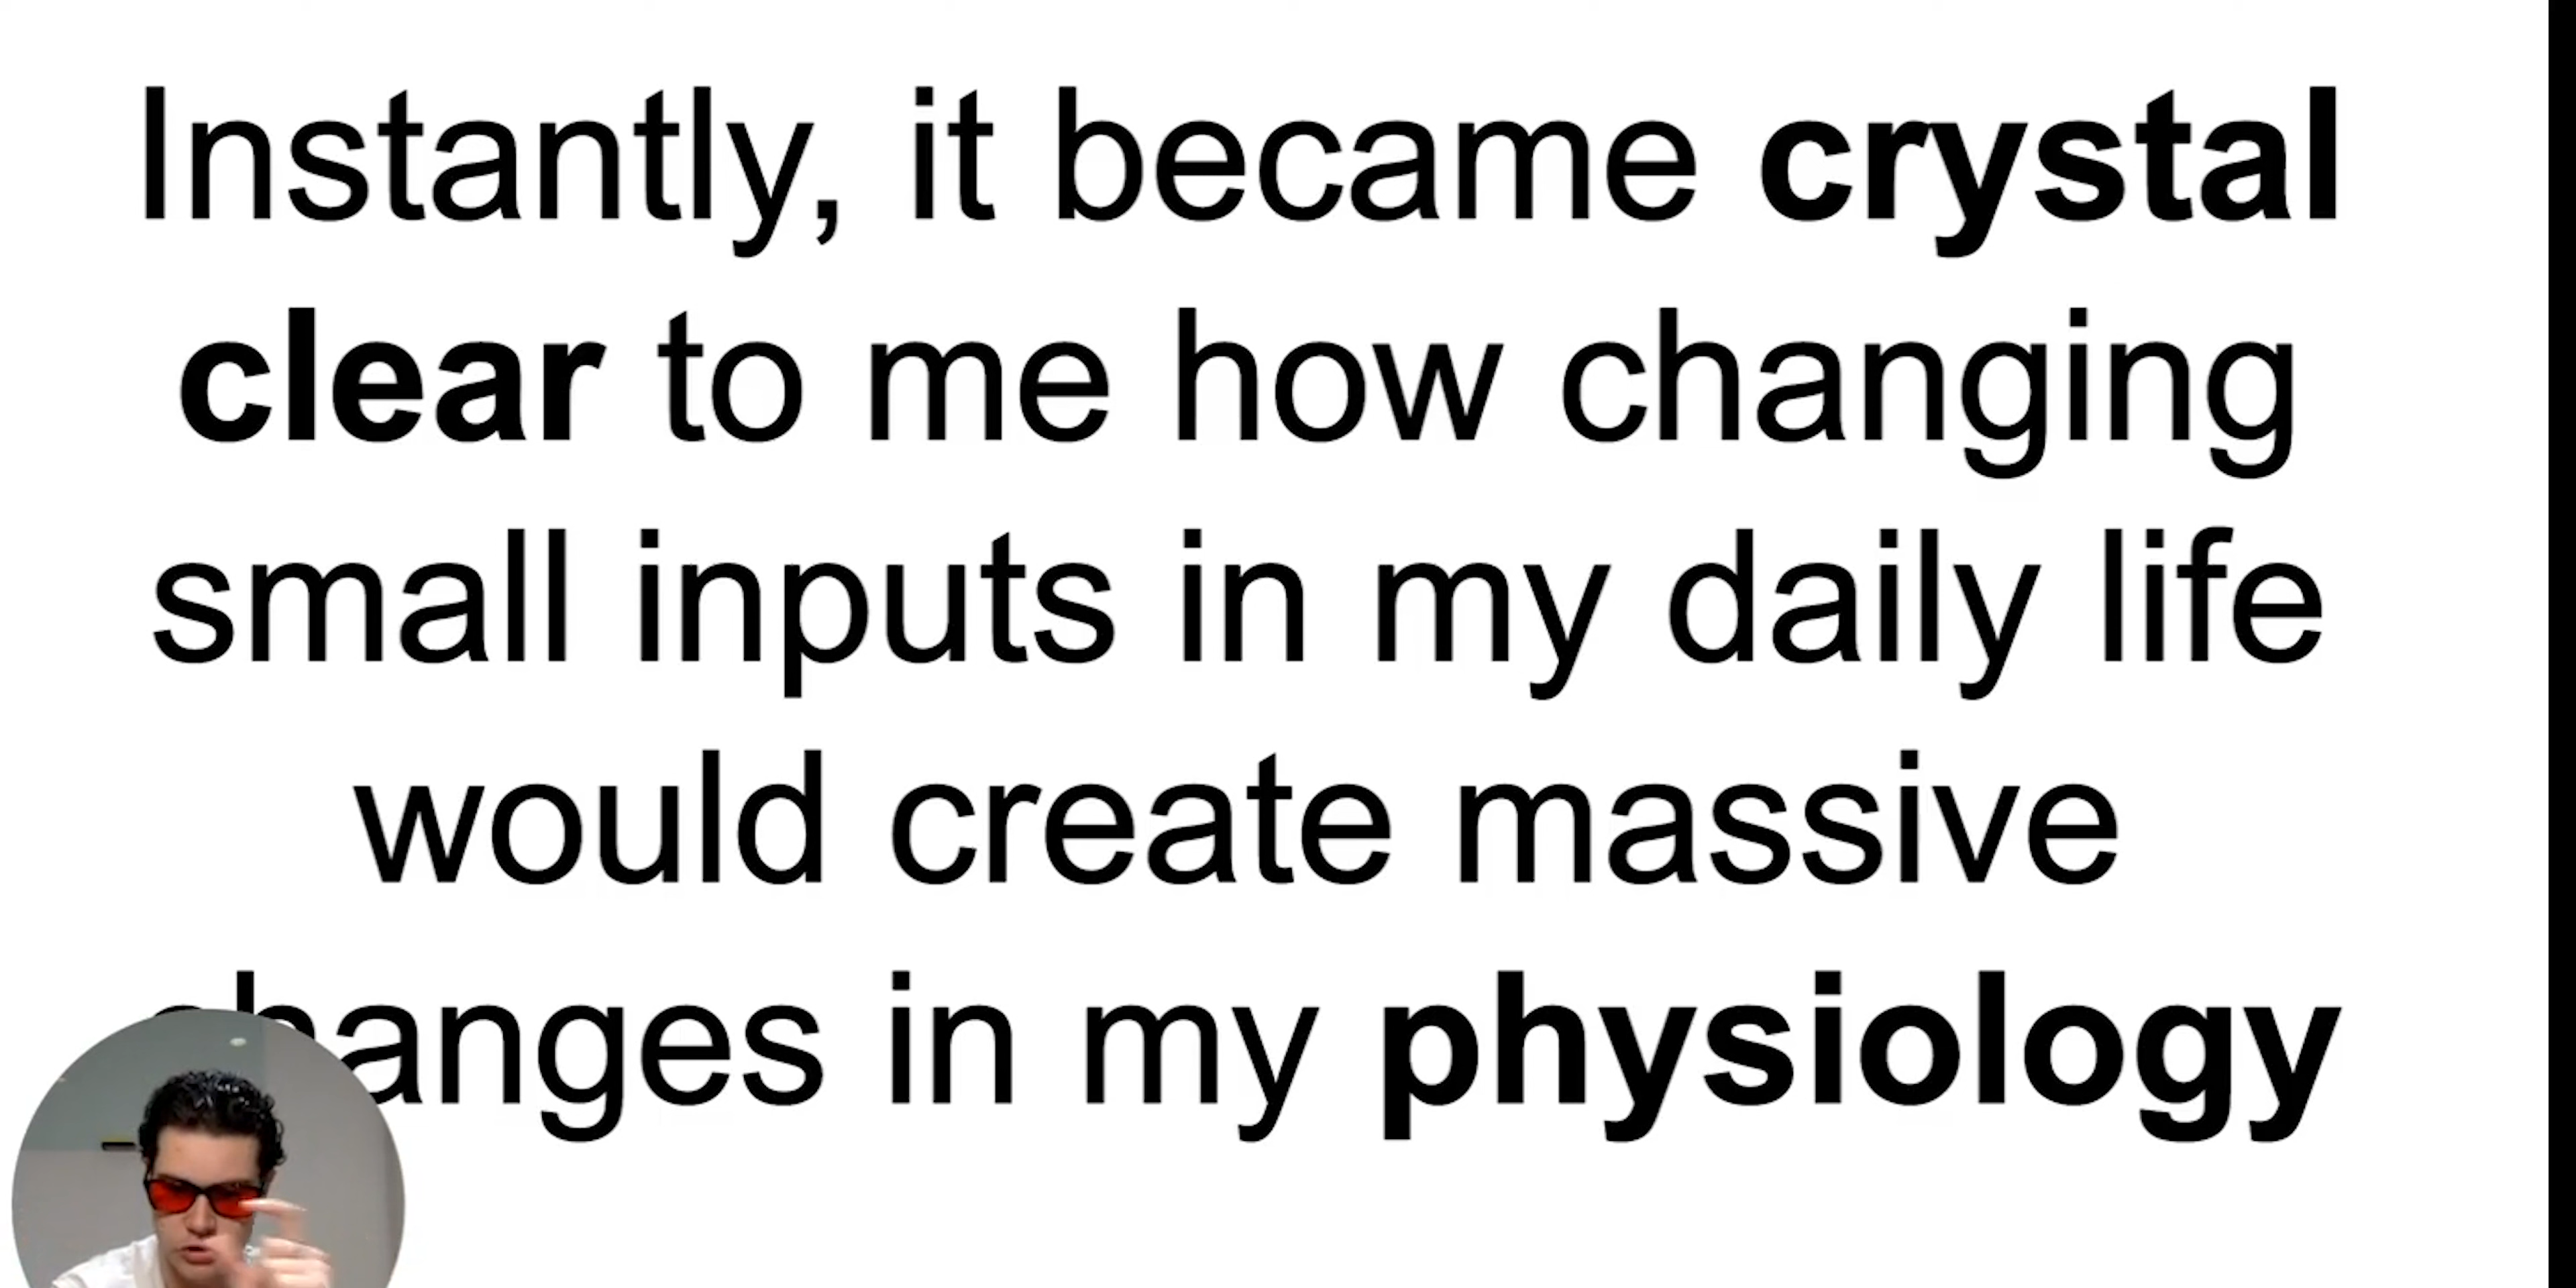 Instantly, it became crystal
clear to me how changing
small inputs in my daily life
would create massive
changes in my physiology